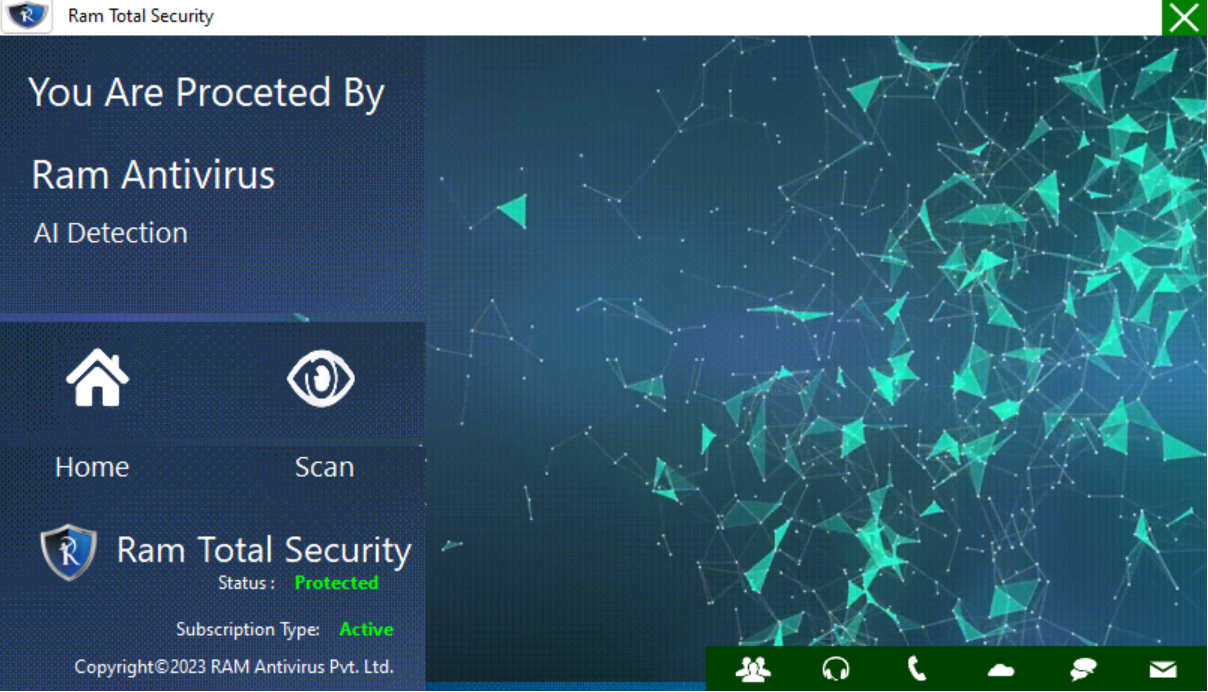 Ram Total Security
You Are Proceted By
Ram Antivirus
AI Detection
Home Scan
Ram Total Security
Status : Protected
Subscription Type: Active
Copyright©2023 RAM Antivirus Pvt. Ltd.